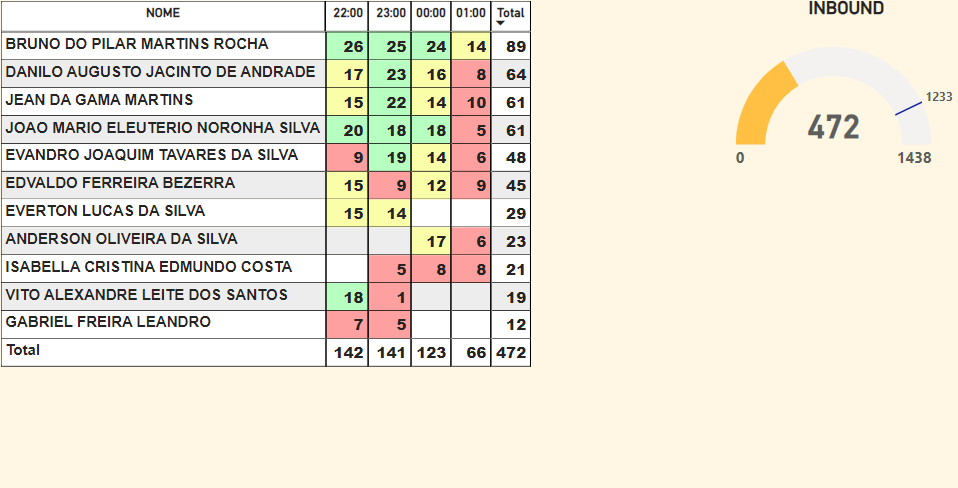 NOME 22:00 23:00 00:00 01:00 Total
BRUNO DO PILAR MARTINS ROCHA 26 25 24 14 89
DANILO AUGUSTO JACINTO DE ANDRADE 17 23 16 8 64
JEAN DA GAMA MARTINS 15 22 14 10 61
JOAO MARIO ELEUTERIO NORONHA SILVA 20 18 18 5 61
EVANDRO JOAQUIM TAVARES DA SILVA 9 19 14 6 48
EDVALDO FERREIRA BEZERRA 15 9 12 9 45
EVERTON LUCAS DA SILVA 15 14 29
ANDERSON OLIVEIRA DA SILVA 17 6 23
ISABELLA CRISTINA EDMUNDO COSTA 5 8 8 21
VITO ALEXANDRE LEITE DOS SANTOS 18 1 19
GABRIEL FREIRA LEANDRO 7 5 12
Total 142 141 123 66 472
INBOUND
1233
472
0 1438